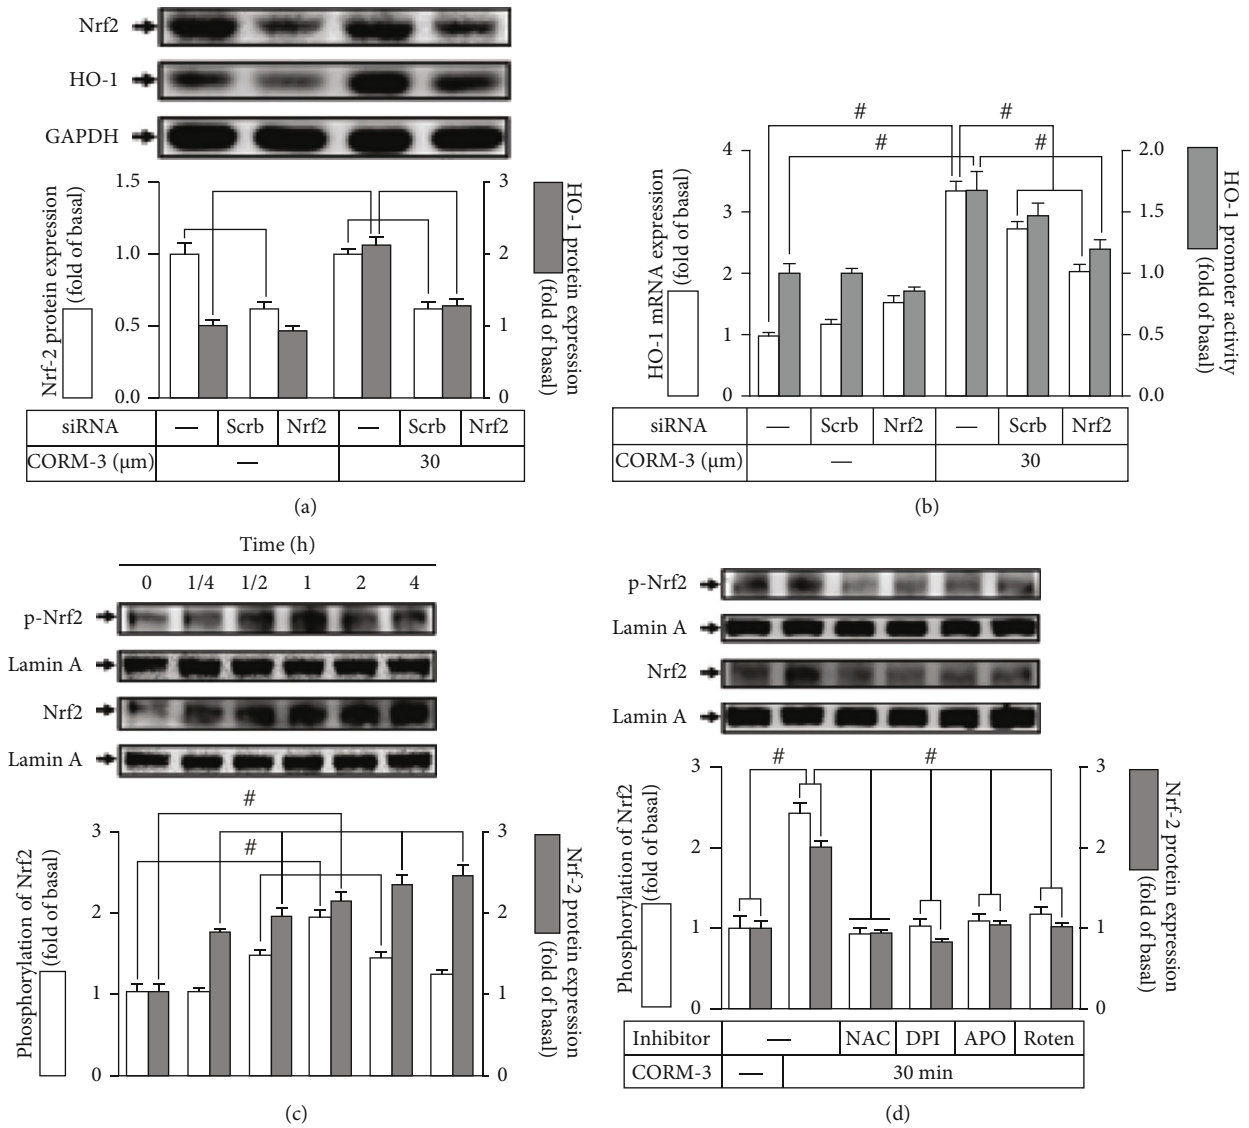 Nrf2
HO-1
GAPDH
Nrf-2 protein expression
(fold of basal)
1.5
1.0
0.5
0.0
3
2
1
0
HO-1 protein expression
(fold of basal)
siRNA — Scrb Nrf2 — Scrb Nrf2
CORM-3 (μm) — 30
(a)
# #
# #
HO-1 mRNA expression
(fold of basal)
4
3
2
1
0
2.0
1.5
1.0
0.5
0.0
HO-1 promoter activity
(fold of basal)
siRNA — Scrb Nrf2 — Scrb Nrf2
CORM-3 (μm) — 30
(b)
Time (h)
0 1/4 1/2 1 2 4
p-Nrf2
Lamin A
Nrf2
Lamin A
#
#
Phosphorylation of Nrf2
(fold of basal)
3
2
1
0
3
2
1
0
Nrf-2 protein expression
(fold of basal)
(c)
p-Nrf2
Lamin A
Nrf2
Lamin A
# #
Phosphorylation of Nrf2
(fold of basal)
3
2
1
0
3
2
1
0
Nrf-2 protein expression
(fold of basal)
Inhibitor — NAC DPI APO Roten
CORM-3 — 30 min
(d)